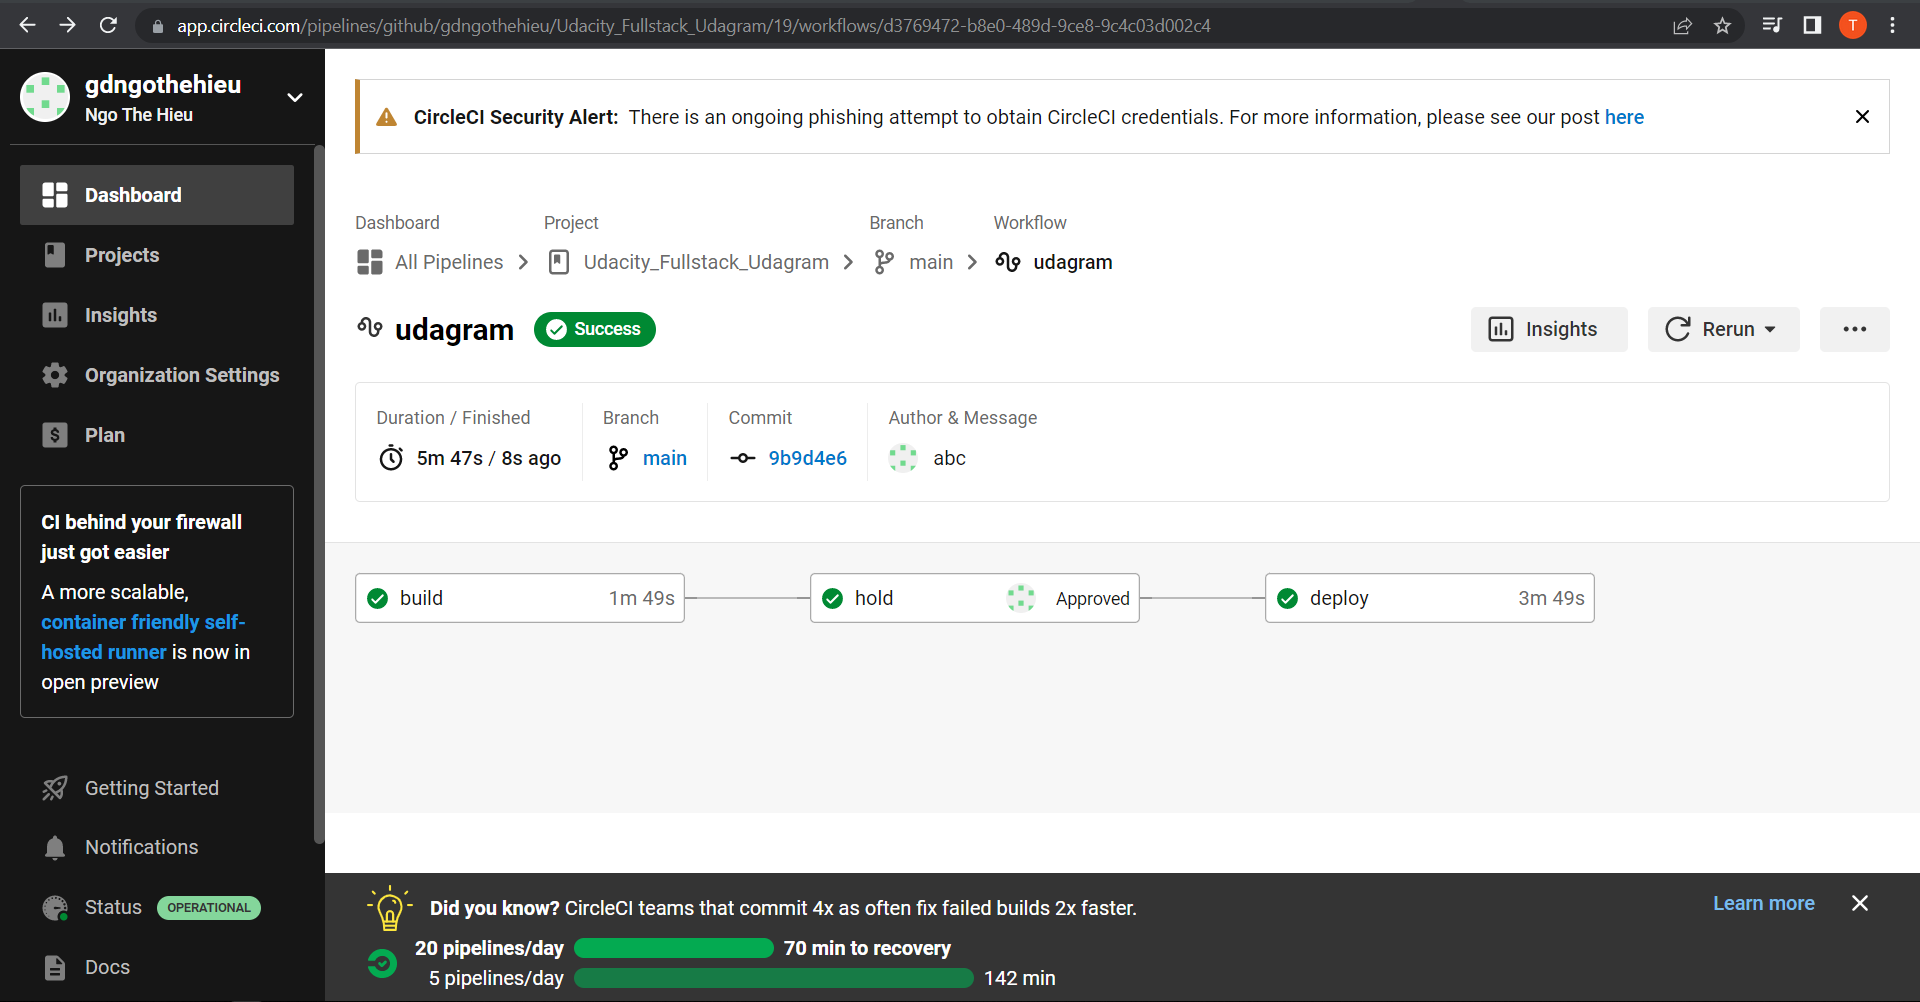 app.circleci.com/pipelines/github/gdngothehieu/Udacity_Fullstack_Udagram/19/workflows/d3769472-b8e0-489d-9ce8-9c4c03d002c4
T
gdngothehieu
Ngo The Hieu
Dashboard
Projects
Insights
Organization Settings
Plan
CI behind your firewall
just got easier
A more scalable,
container friendly self-
hosted runner is now in
open preview
Getting Started
Notifications
Status OPERATIONAL
Docs
CircleCI Security Alert: There is an ongoing phishing attempt to obtain CircleCI credentials. For more information, please see our post here
Dashboard Project Branch Workflow
All Pipelines Udacity_Fullstack_Udagram main udagram
udagram Success
Insights Rerun
Duration / Finished Branch Commit Author & Message
5m 47s / 8s ago main 9b9d4e6 abc
build 1m 49s hold Approved deploy 3m 49s
Did you know? CircleCI teams that commit 4x as often fix failed builds 2x faster.
Learn more
20 pipelines/day 70 min to recovery
5 pipelines/day 142 min